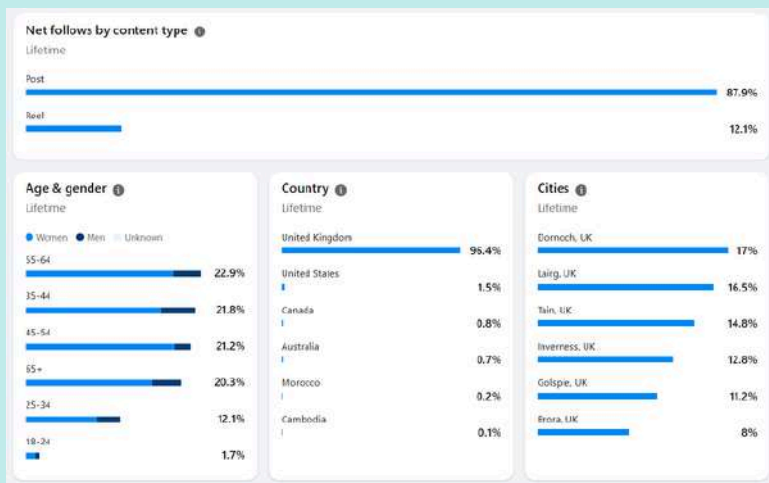 Net follows by content type
Lifetime
Post
87.9%
Reel
12.1%
Age & gender
Lifetime
Women Men Unknown
55-64
22.9%
35-44
21.8%
45-54
21.2%
65+
20.3%
25-34
12.1%
18-24
1.7%
Country
Lifetime
United Kingdom
96.4%
United States
1.5%
Canada
0.8%
Australia
0.7%
Morocco
0.2%
Cambodia
0.1%
Cities
Lifetime
Dornoch, UK
17%
Lairg, UK
16.5%
Tain, UK
14.8%
Inverness, UK
12.8%
Golspie, UK
11.2%
Brora, UK
8%